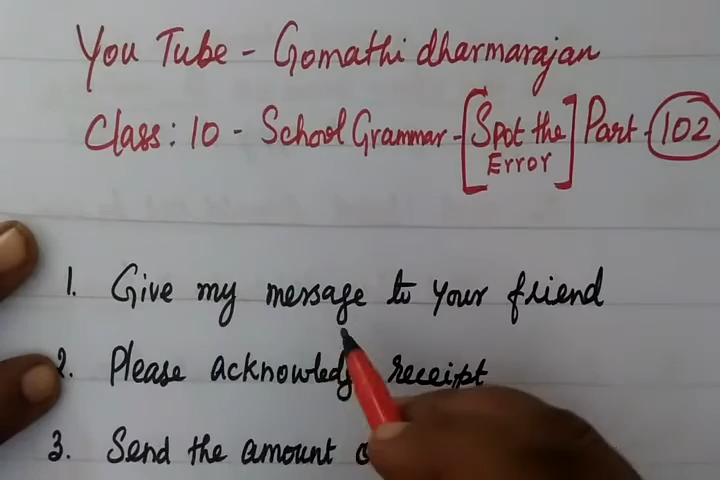 You Tube - Gomathi dharmarajan
Class: 10 - School Grammar - [Spot the Error] Part - 102
1. Give my message to your friend
2. Please acknowledge receipt
3. Send the amount